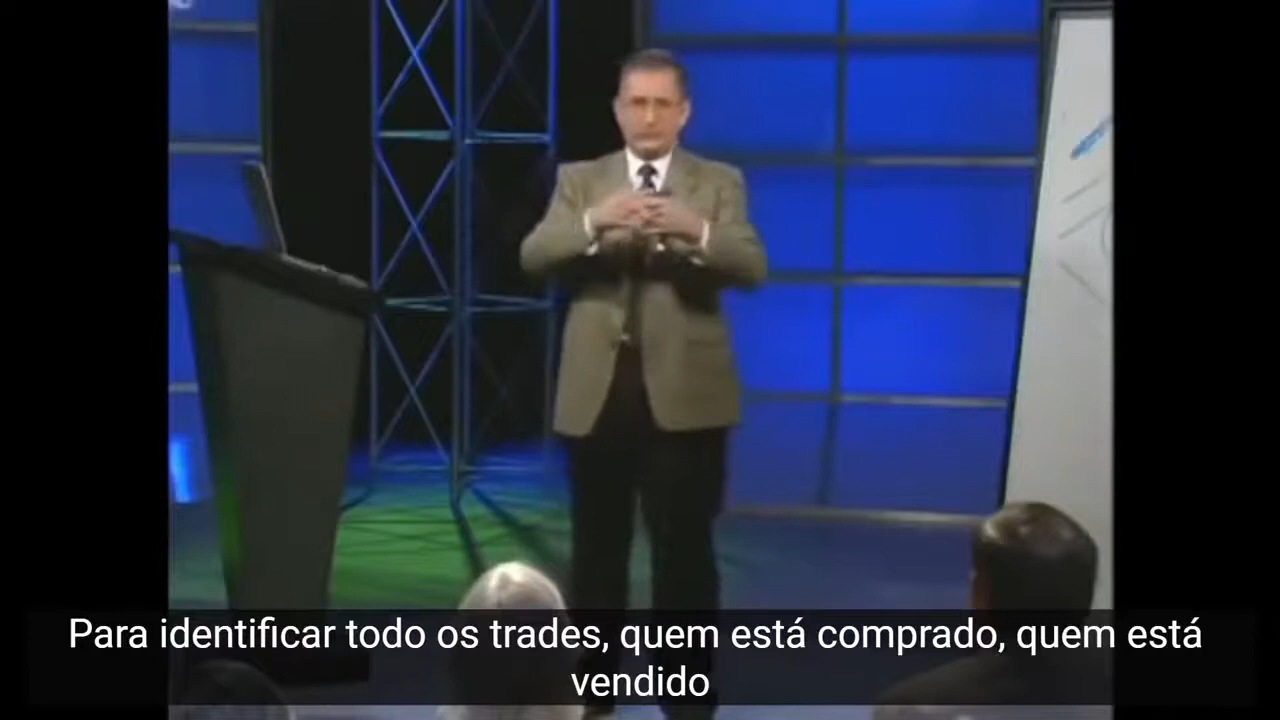 Para identificar todo os trades, quem está comprado, quem está
vendido